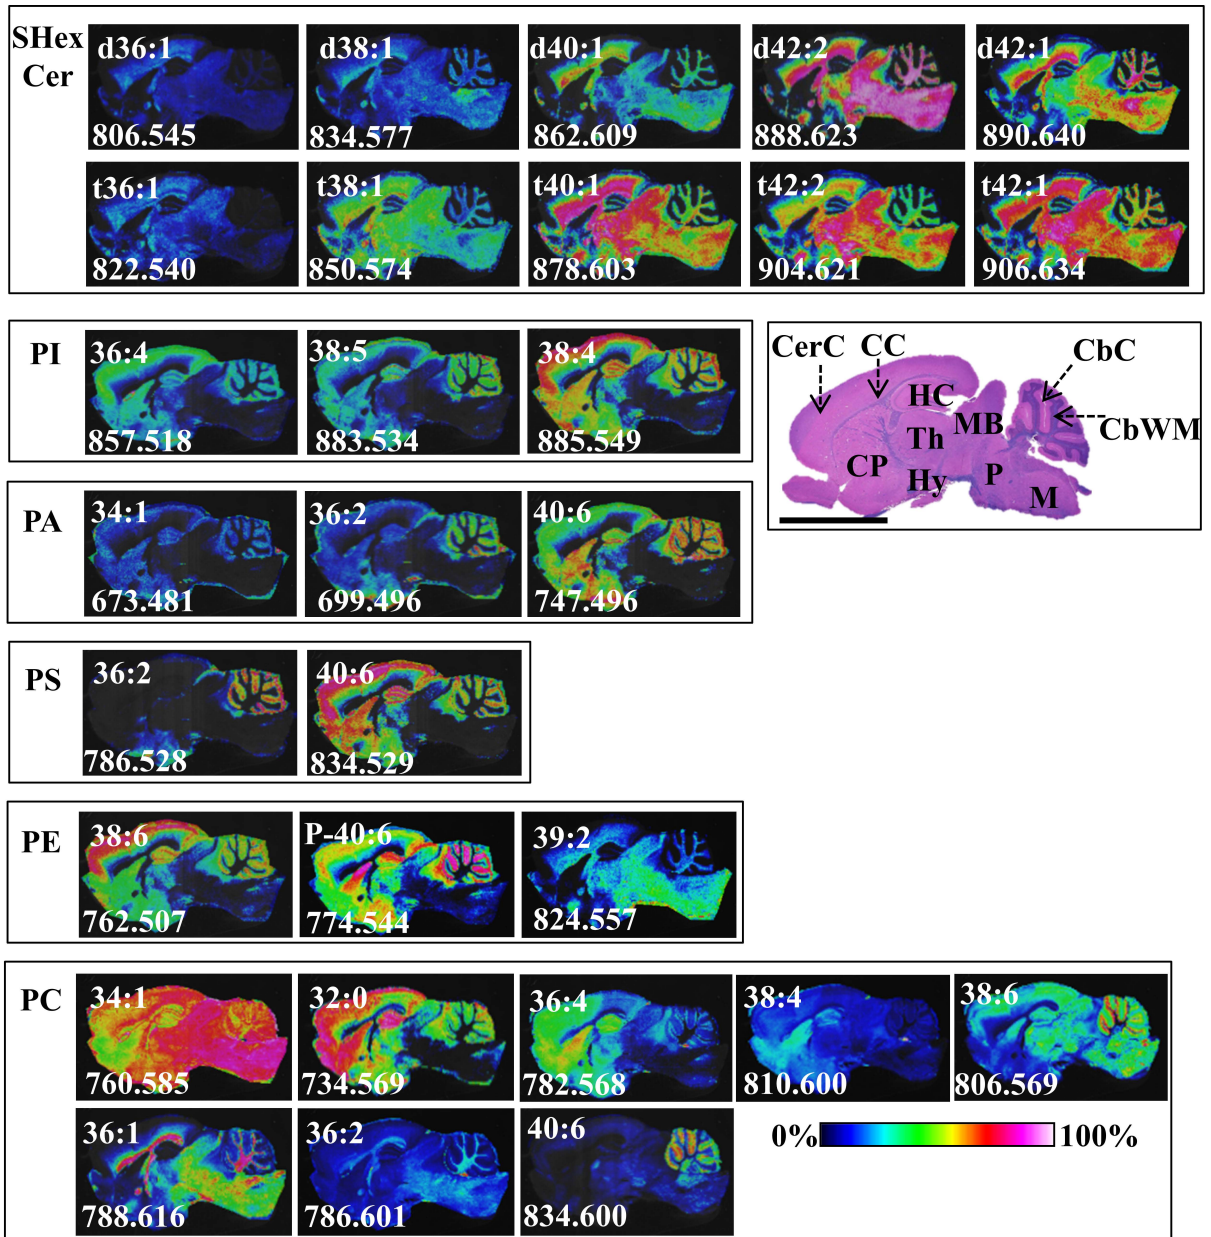 SHex
Cer
d36:1 d38:1 d40:1 d42:2 d42:1
806.545 834.577 862.609 888.623 890.640
t36:1 t38:1 t40:1 t42:2 t42:1
822.540 850.574 878.603 904.621 906.634
PI
36:4 38:5 38:4
857.518 883.534 885.549
CerC CC CbC
HC
MB CbWM
Th
CP Hy P M
PA
34:1 36:2 40:6
673.481 699.496 747.496
PS
36:2 40:6
786.528 834.529
PE
38:6 P-40:6 39:2
762.507 774.544 824.557
PC
34:1 32:0 36:4 38:4 38:6
760.585 734.569 782.568 810.600 806.569
36:1 36:2 40:6
788.616 786.601 834.600
0% 100%